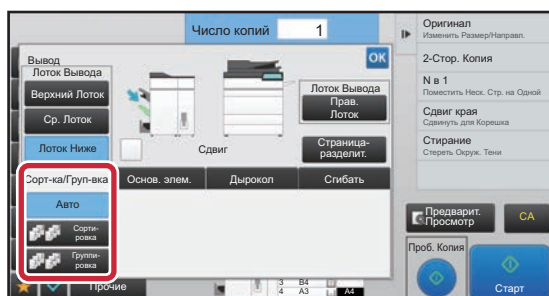 Число копий 1
Вывод
OK
Лоток Вывода
Верхний Лоток
Ср. Лоток
Лоток Ниже
Сдвиг
Лоток Вывода
Прав.
Лоток
Страница-
разделит.
Сорт-ка/Груп-вка
Авто
Сорти-
ровка
Группи-
ровка
Основ. элем.
Дырокол
Сгибать
Прочие
3 B4
4 A3
A4
Оригинал
Изменить Размер/Направл.
2-Стор. Копия
N в 1
Поместить Неск. Стр. на Одной
Сдвиг края
Сдвинуть для Корешка
Стирание
Стереть Окруж. Тени
Предварит.
Просмотр
CA
Проб. Копия
Старт